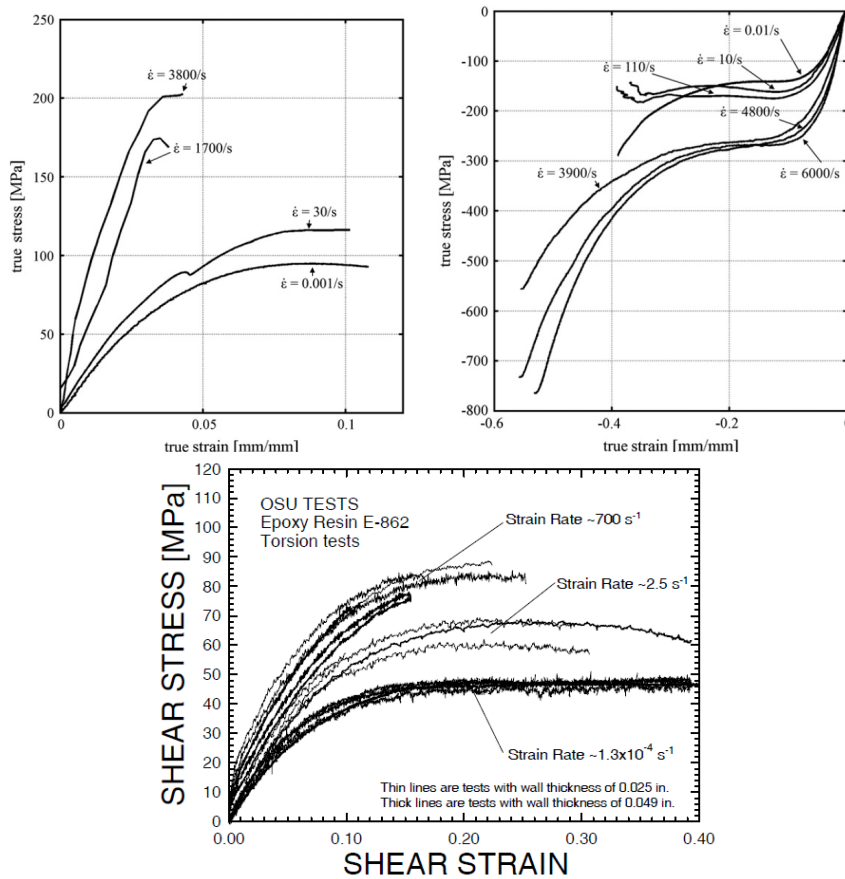 250
200
150
100
50
0
true stress [MPa]
ε̇ = 3800/s
ε̇ = 1700/s
ε̇ = 30/s
ε̇ = 0.001/s
0
0.05
0.1
true strain [mm/mm]
0
-100
-200
-300
-400
-500
-600
-700
-800
true stress [MPa]
ε̇ = 0.01/s
ε̇ = 10/s
ε̇ = 110/s
ε̇ = 4800/s
ε̇ = 3900/s
ε̇ = 6000/s
-0.6
-0.4
-0.2
true strain [mm/mm]
120
110
100
90
80
70
60
50
40
30
20
10
0
SHEAR STRESS [MPa]
OSU TESTS
Epoxy Resin E-862
Torsion tests
Strain Rate ~700 s⁻¹
Strain Rate ~2.5 s⁻¹
Strain Rate ~1.3x10⁻⁴ s⁻¹
Thin lines are tests with wall thickness of 0.025 in.
Thick lines are tests with wall thickness of 0.049 in.
0.00
0.10
0.20
0.30
0.40
SHEAR STRAIN